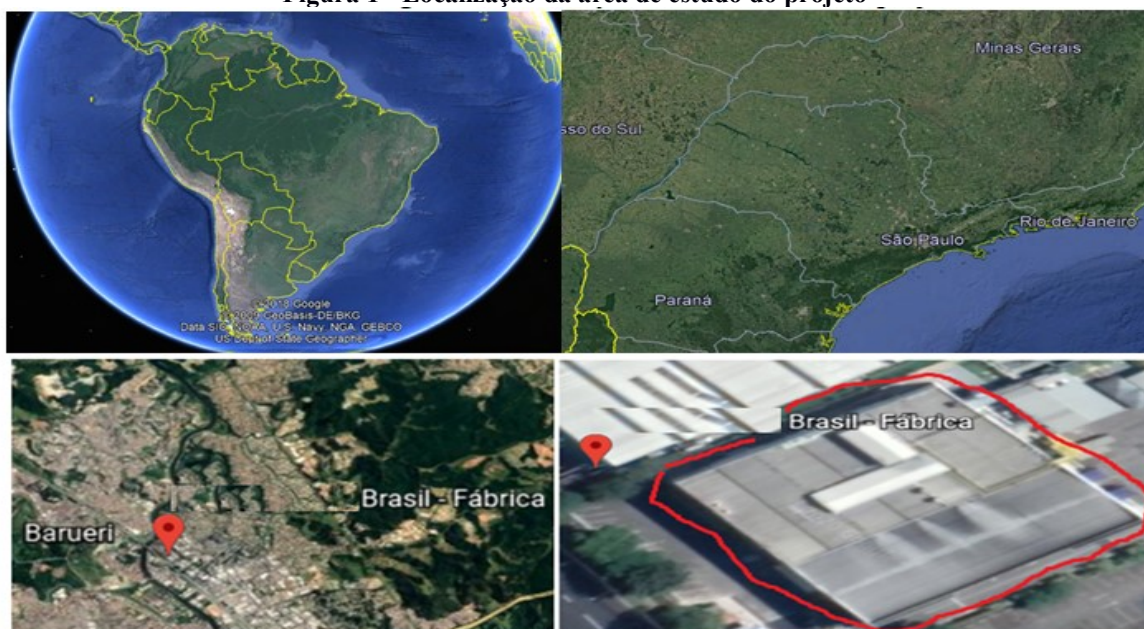 Figura 1 - Localização da área de estudo do projeto
© 2018 Google
© 2009 GeoBasis-DE/BKG
Data SIO, NOAA, U.S. Navy, NGA, GEBCO
US Dept of State Geographer
Minas Gerais
sso do Sul
Rio de Janeiro
São Paulo
Paraná
Brasil - Fábrica
Barueri
Brasil - Fábrica